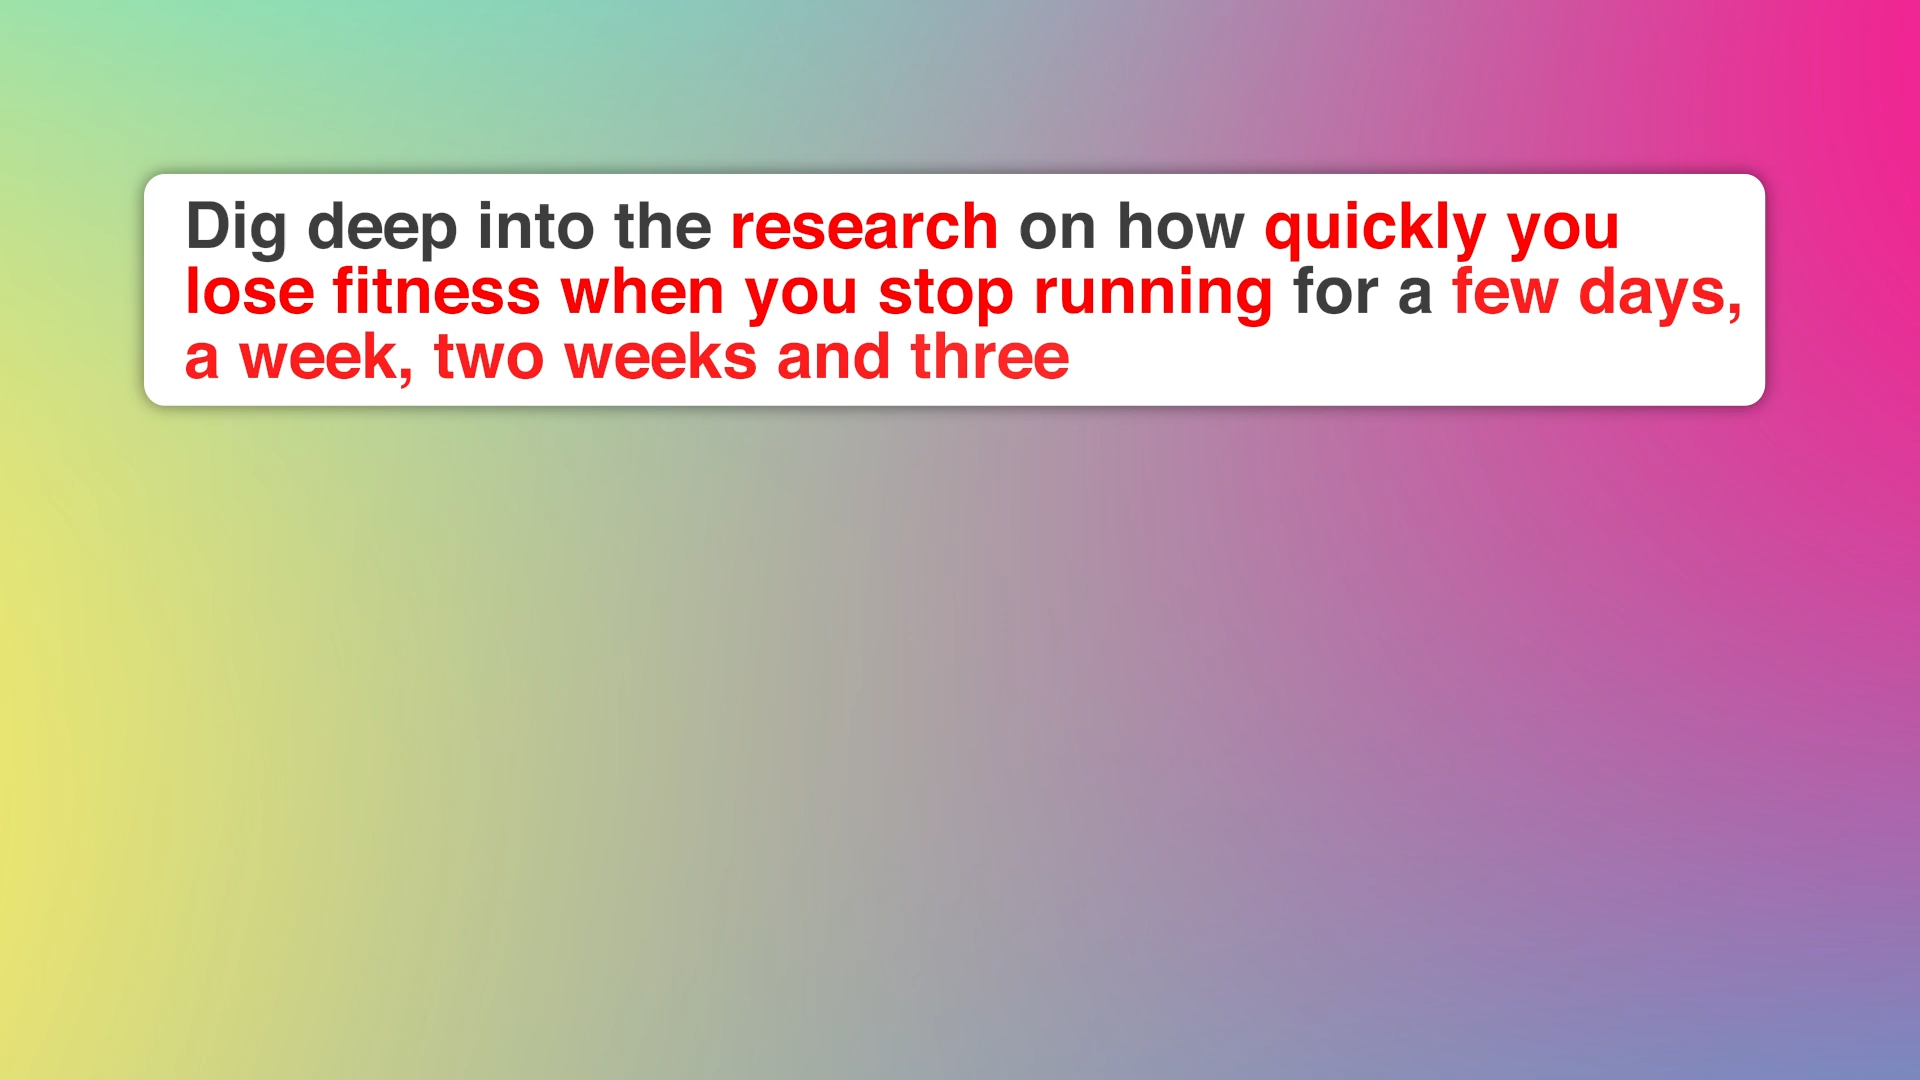 Dig deep into the research on how quickly you
lose fitness when you stop running for a few days,
a week, two weeks and three